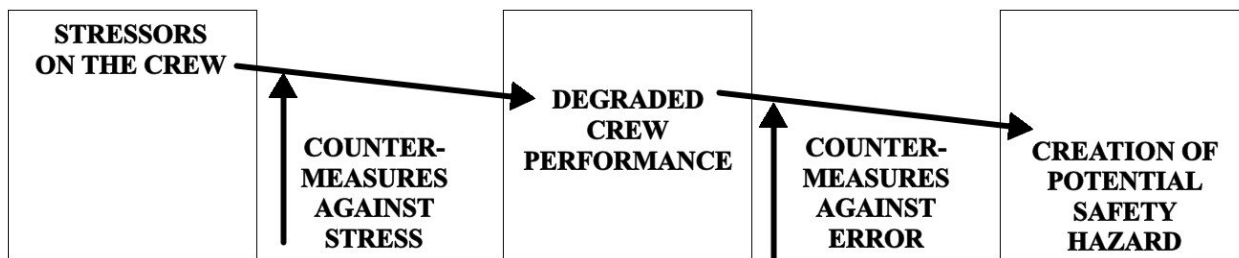 STRESSORS
ON THE CREW
COUNTER-
MEASURES
AGAINST
STRESS
DEGRADED
CREW
PERFORMANCE
COUNTER-
MEASURES
AGAINST
ERROR
CREATION OF
POTENTIAL
SAFETY
HAZARD